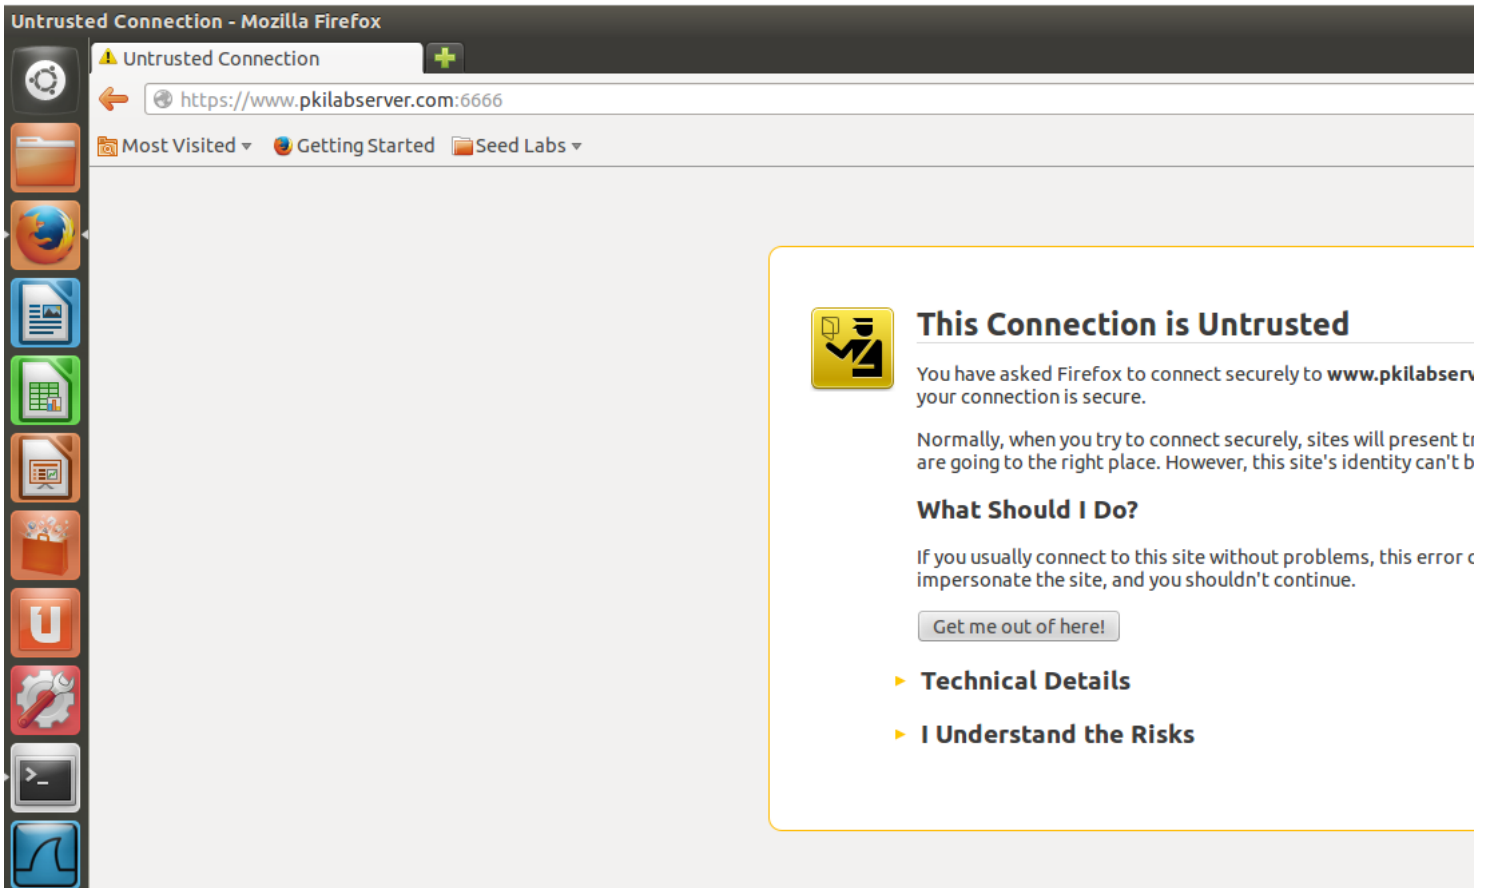 Untrusted Connection - Mozilla Firefox
Untrusted Connection
https://www.pkilabserver.com:6666
Most Visited Getting Started Seed Labs
This Connection is Untrusted
You have asked Firefox to connect securely to www.pkilabserv
your connection is secure.
Normally, when you try to connect securely, sites will present tr
are going to the right place. However, this site's identity can't b
What Should I Do?
If you usually connect to this site without problems, this error c
impersonate the site, and you shouldn't continue.
Get me out of here!
Technical Details
I Understand the Risks